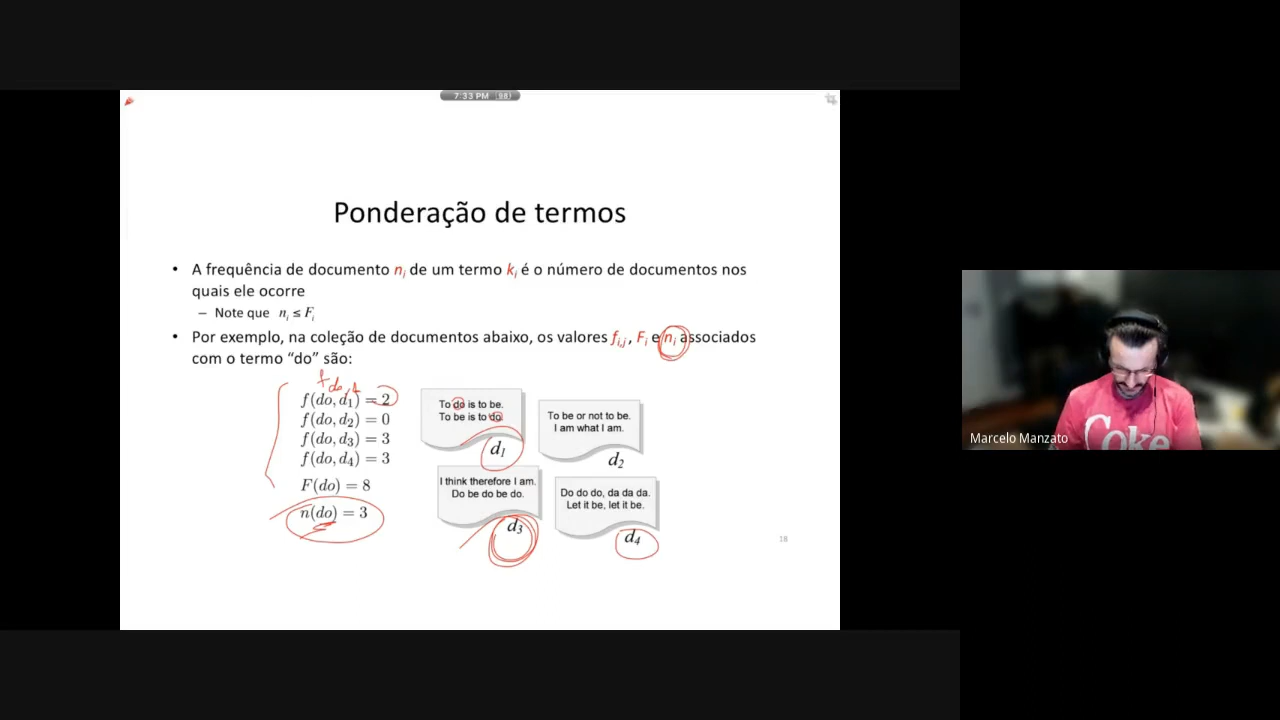 7:33 PM (98)
Ponderação de termos
• A frequência de documento nᵢ de um termo kᵢ é o número de documentos nos
quais ele ocorre
– Note que nᵢ ≤ Fᵢ
• Por exemplo, na coleção de documentos abaixo, os valores fᵢ,ⱼ, Fᵢ e nᵢ associados
com o termo “do” são:
f do, 1
f(do, d₁) = 2
f(do, d₂) = 0
f(do, d₃) = 3
f(do, d₄) = 3
F(do) = 8
n(do) = 3
To do is to be.
To be is to do.
d₁
To be or not to be.
I am what I am.
d₂
I think therefore I am.
Do be do be do.
d₃
Do do do, da da da.
Let it be, let it be.
d₄
18
Marcelo Manzato
Coke